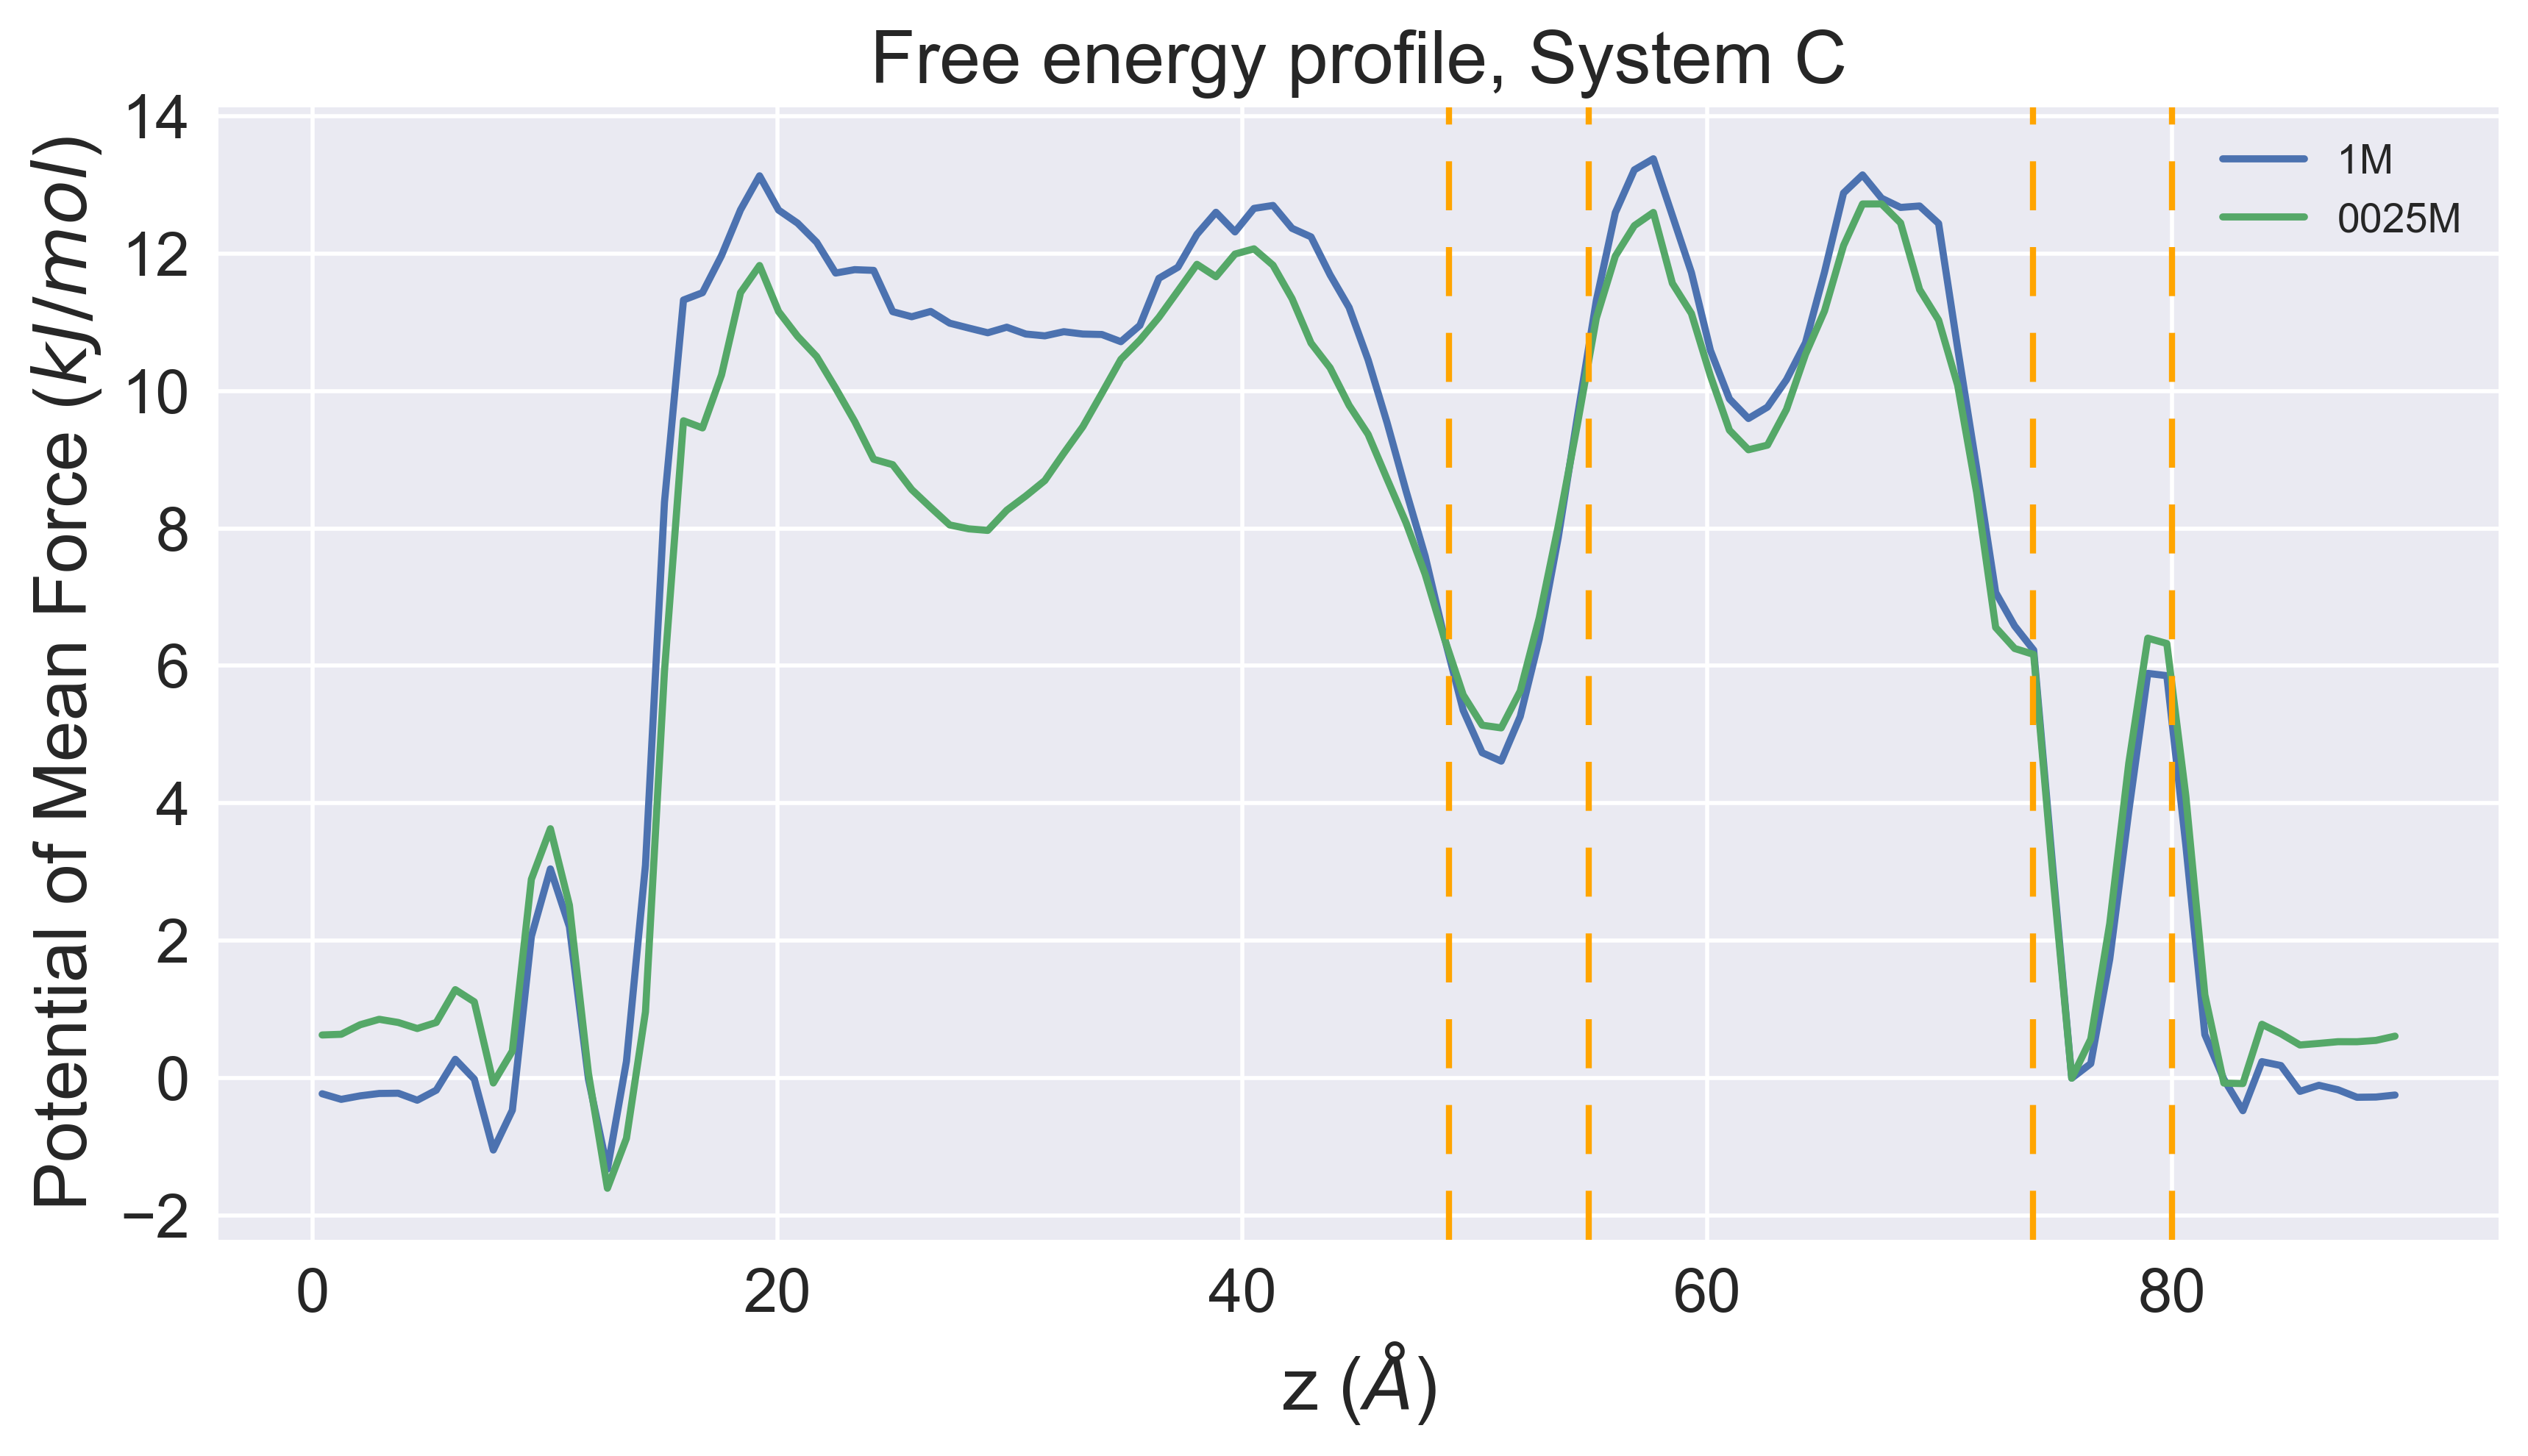 Free energy profile, System C
Potential of Mean Force (kJ/mol)
14
12
10
8
6
4
2
0
−2
1M
0025M
0 20 40 60 80
z (Å)